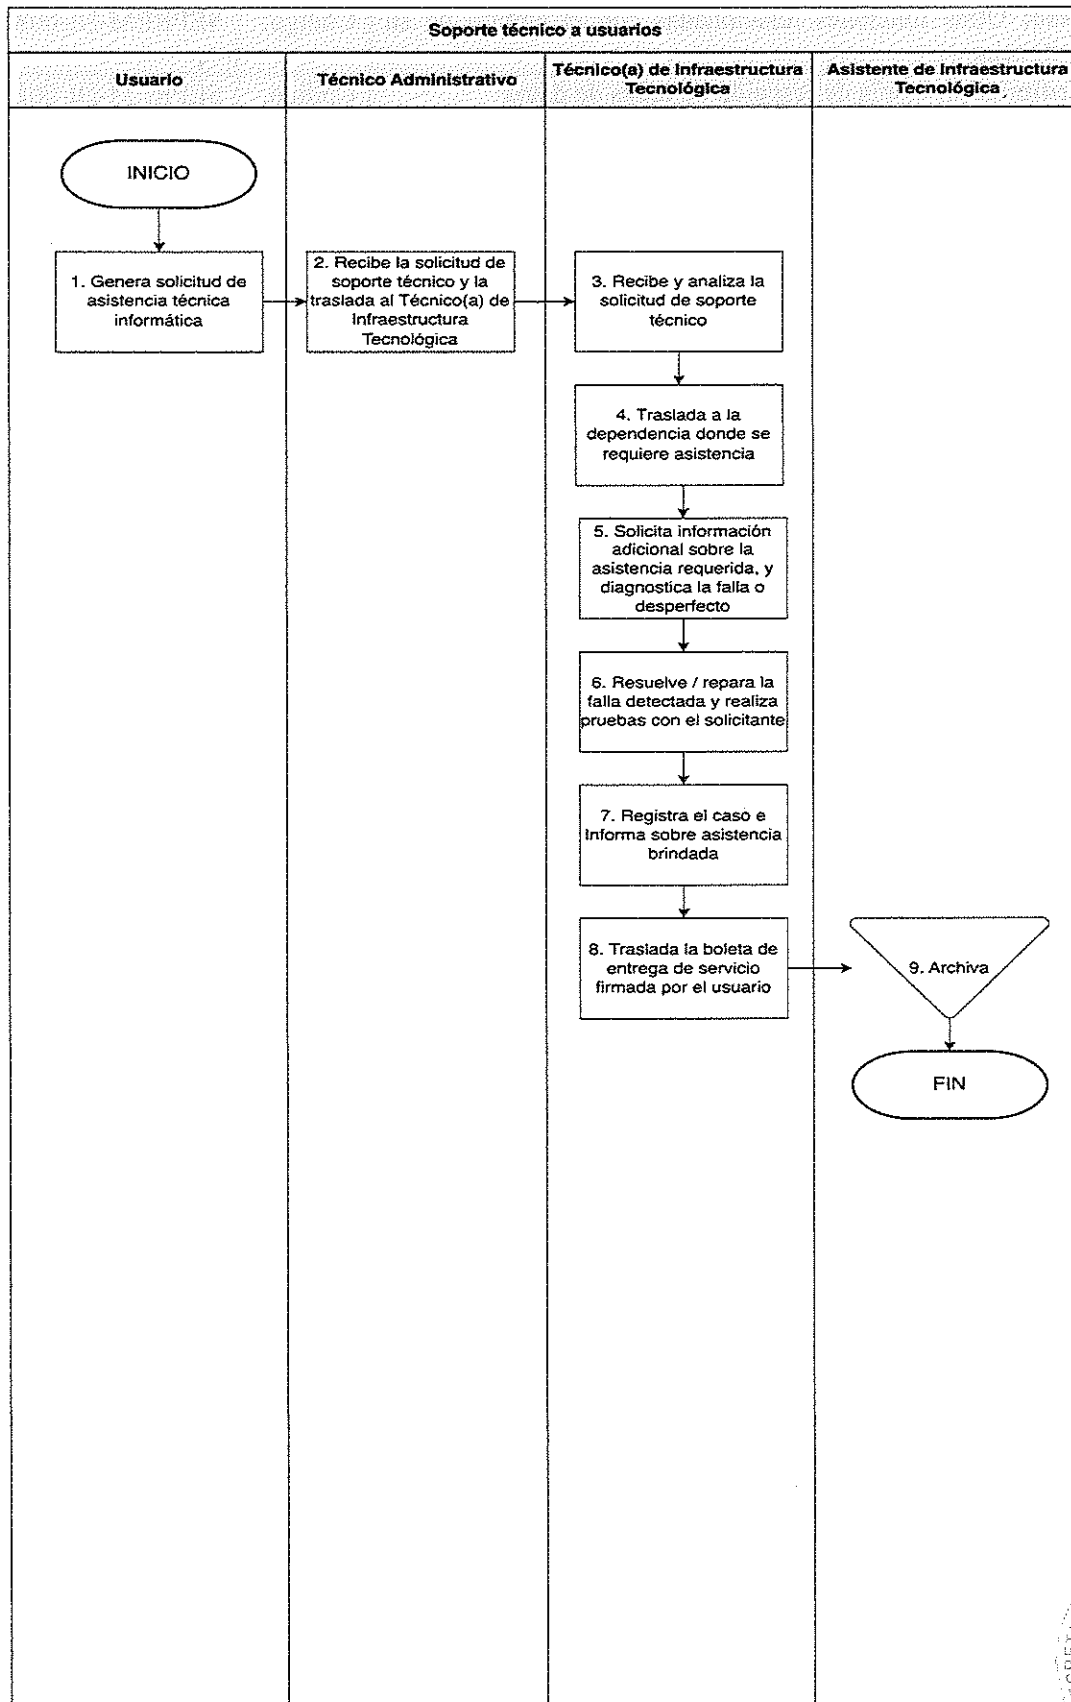 Soporte técnico a usuarios
Usuario
Técnico Administrativo
Técnico(a) de Infraestructura
Tecnológica
Asistente de Infraestructura
Tecnológica
INICIO
1. Genera solicitud de
asistencia técnica
informática
2. Recibe la solicitud de
soporte técnico y la
traslada al Técnico(a) de
Infraestructura
Tecnológica
3. Recibe y analiza la
solicitud de soporte
técnico
4. Traslada a la
dependencia donde se
requiere asistencia
5. Solicita información
adicional sobre la
asistencia requerida, y
diagnostica la falla o
desperfecto
6. Resuelve / repara la
falla detectada y realiza
pruebas con el solicitante
7. Registra el caso e
Informa sobre asistencia
brindada
8. Traslada la boleta de
entrega de servicio
firmada por el usuario
9. Archiva
FIN